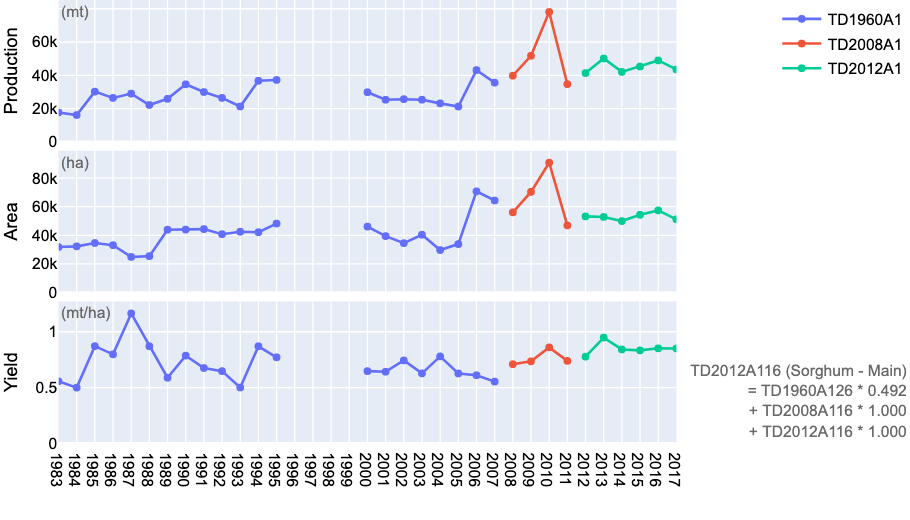 (mt)
Production
60k
40k
20k
0
TD1960A1
TD2008A1
TD2012A1
(ha)
Area
80k
60k
40k
20k
0
(mt/ha)
Yield
1
0.5
0
TD2012A116 (Sorghum - Main)
= TD1960A126 * 0.492
+ TD2008A116 * 1.000
+ TD2012A116 * 1.000
1983 1984 1985 1986 1987 1988 1989 1990 1991 1992 1993 1994 1995 1996 1997 1998 1999 2000 2001 2002 2003 2004 2005 2006 2007 2008 2009 2010 2011 2012 2013 2014 2015 2016 2017